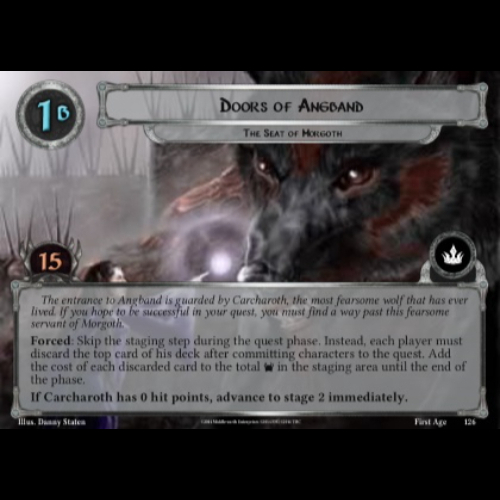 1B
DOORS OF ANGBAND
THE SEAT OF MORGOTH
15
The entrance to Angband is guarded by Carcharoth, the most fearsome wolf that has ever
lived. If you hope to be successful in your quest, you must find a way past this fearsome
servant of Morgoth.
Forced: Skip the staging step during the quest phase. Instead, each player must
discard the top card of his deck after committing characters to the quest. Add
the cost of each discarded card to the total in the staging area until the end of
the phase.
If Carcharoth has 0 hit points, advance to stage 2 immediately.
Illus. Danny Staten
First Age 126